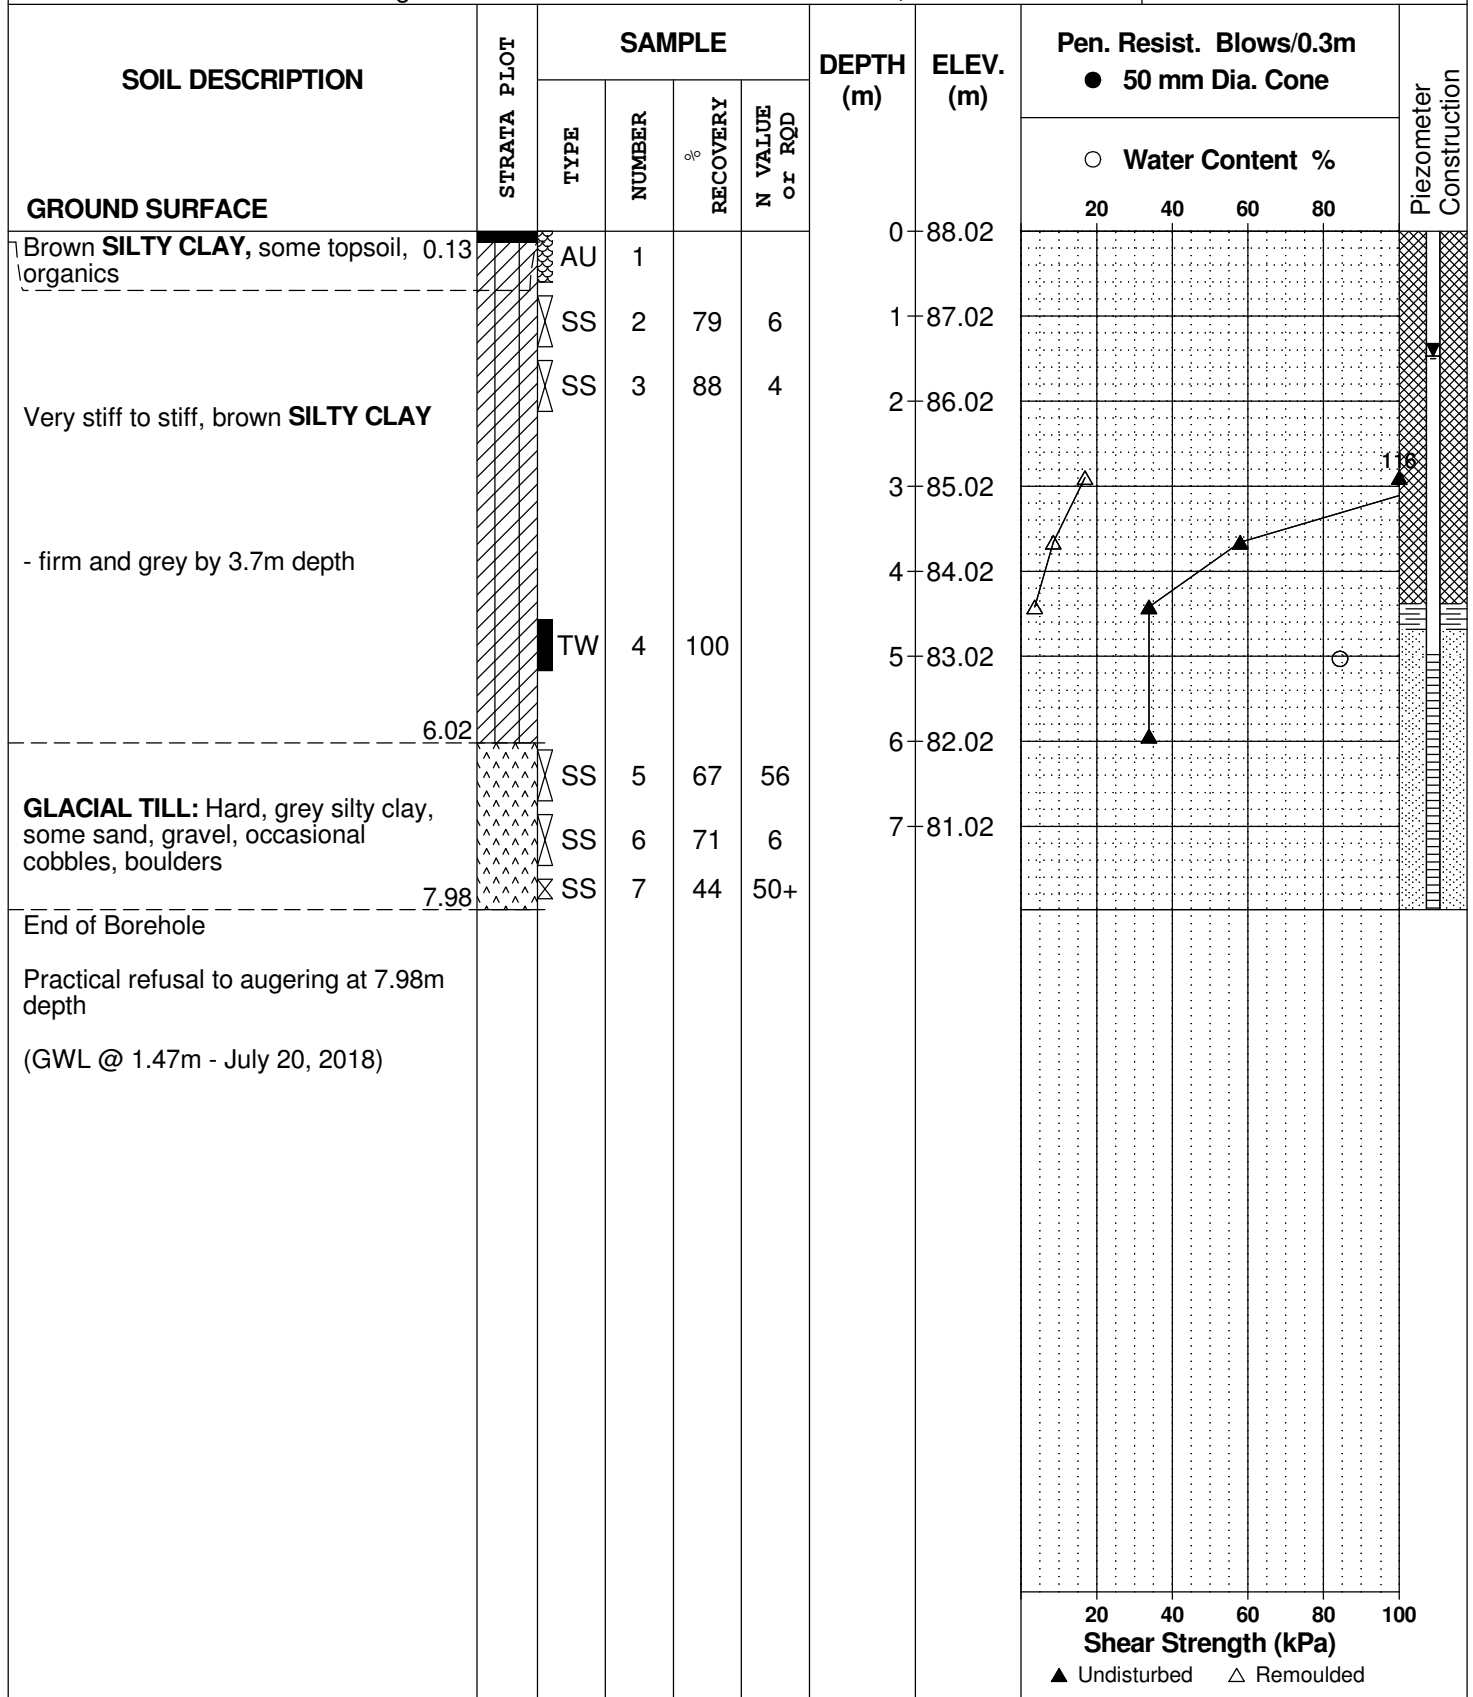 SOIL DESCRIPTION
GROUND SURFACE
STRATA PLOT
SAMPLE
TYPE
NUMBER
% RECOVERY
N VALUE or RQD
DEPTH (m)
ELEV. (m)
Pen. Resist. Blows/0.3m
● 50 mm Dia. Cone
○ Water Content %
20 40 60 80
Piezometer Construction
Brown SILTY CLAY, some topsoil, 0.13
organics
AU 1
0 88.02
SS 2 79 6
1 87.02
SS 3 88 4
2 86.02
Very stiff to stiff, brown SILTY CLAY
116
3 85.02
- firm and grey by 3.7m depth
4 84.02
TW 4 100
5 83.02
6.02
6 82.02
SS 5 67 56
GLACIAL TILL: Hard, grey silty clay,
some sand, gravel, occasional
cobbles, boulders
7 81.02
SS 6 71 6
SS 7 44 50+
7.98
End of Borehole
Practical refusal to augering at 7.98m
depth
(GWL @ 1.47m - July 20, 2018)
20 40 60 80 100
Shear Strength (kPa)
▲ Undisturbed △ Remoulded